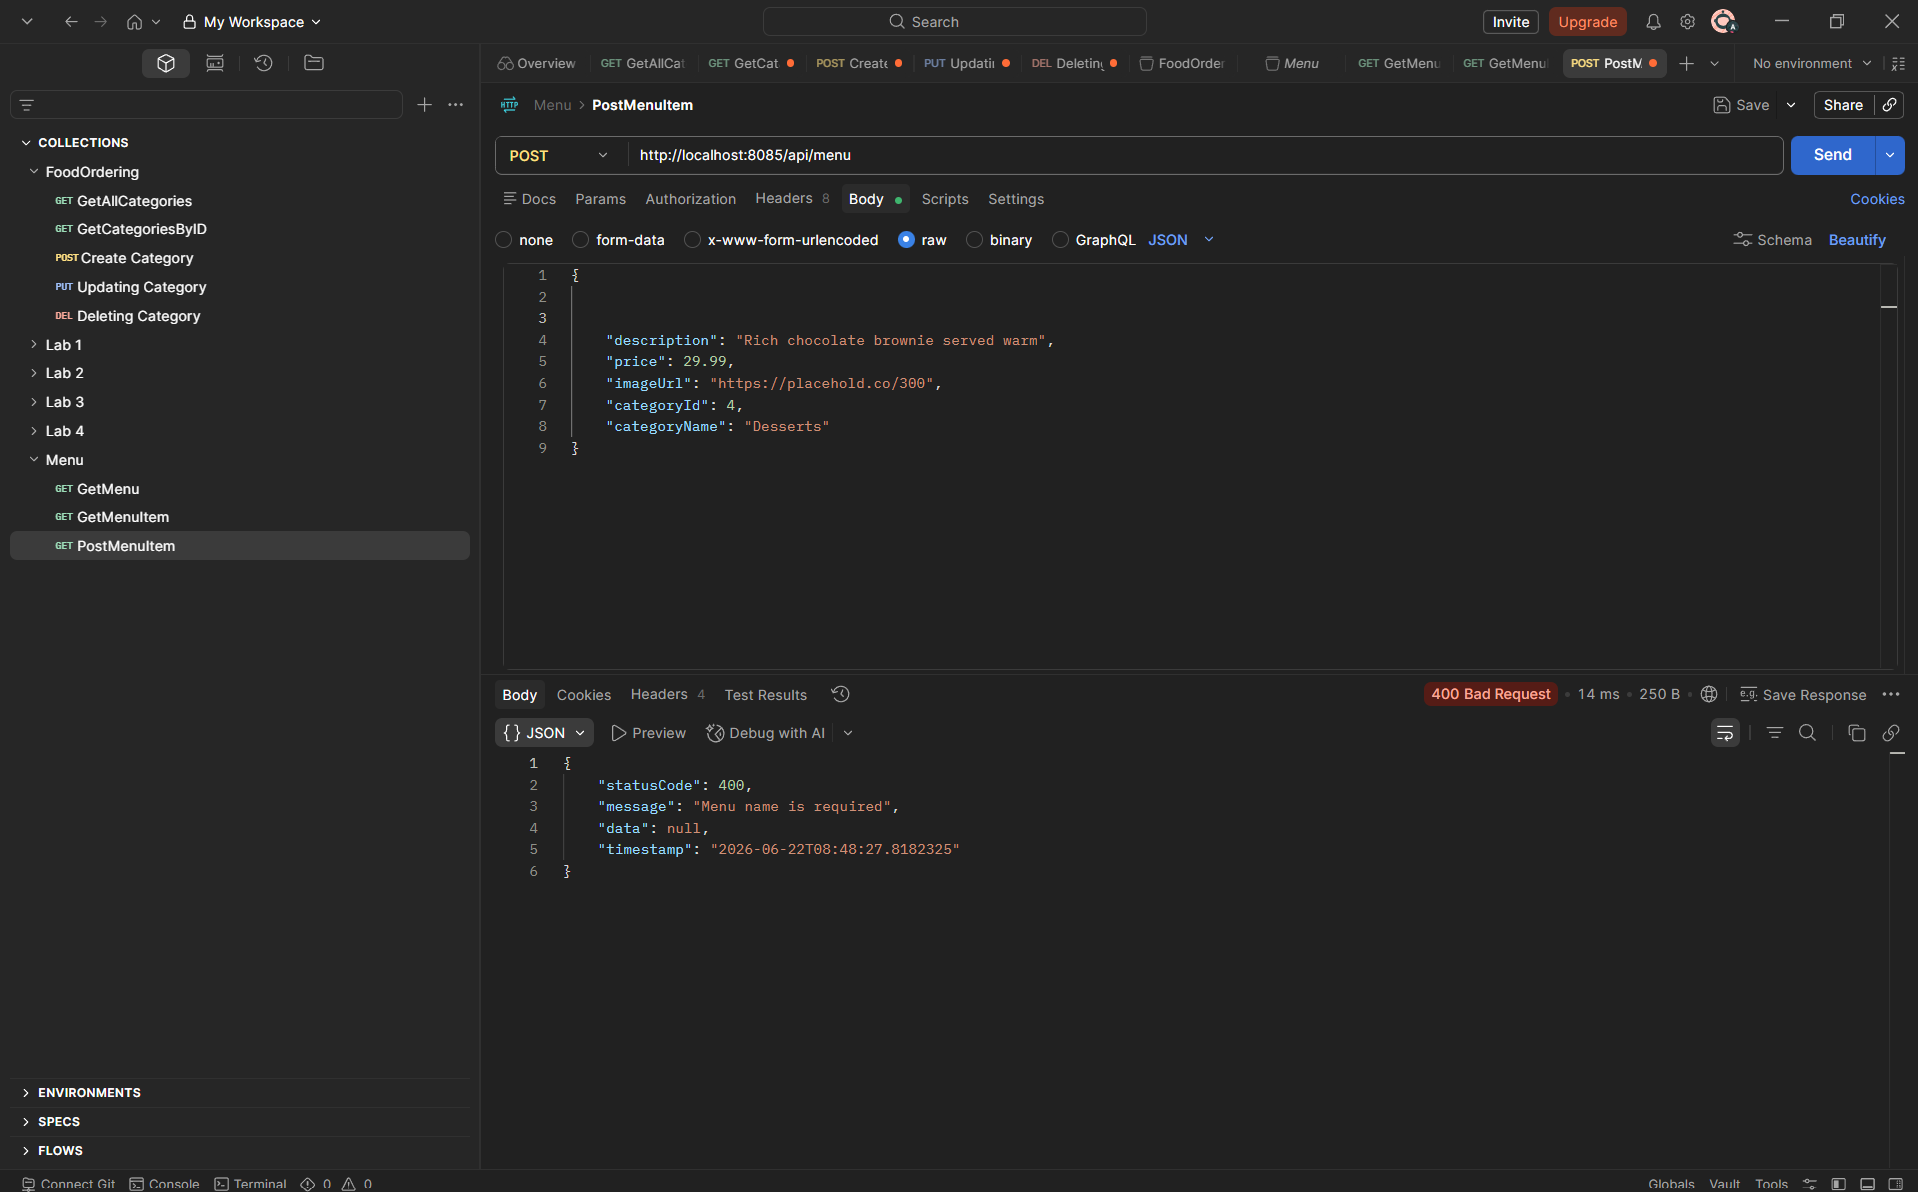 My Workspace
Search
Invite
Upgrade
Overview
GET GetAllCat
GET GetCat
POST Create
PUT Updatin
DEL Deleting
FoodOrder
Menu
GET GetMenu
GET GetMenuI
POST PostM
No environment
HTTP Menu > PostMenuItem
Save
Share
COLLECTIONS
FoodOrdering
GET GetAllCategories
GET GetCategoriesByID
POST Create Category
PUT Updating Category
DEL Deleting Category
Lab 1
Lab 2
Lab 3
Lab 4
Menu
GET GetMenu
GET GetMenuItem
GET PostMenuItem
ENVIRONMENTS
SPECS
FLOWS
POST
http://localhost:8085/api/menu
Send
Docs
Params
Authorization
Headers 8
Body
Scripts
Settings
Cookies
none
form-data
x-www-form-urlencoded
raw
binary
GraphQL
JSON
Schema
Beautify
1 {
2
3
4 "description": "Rich chocolate brownie served warm",
5 "price": 29.99,
6 "imageUrl": "https://placehold.co/300",
7 "categoryId": 4,
8 "categoryName": "Desserts"
9 }
Body
Cookies
Headers 4
Test Results
400 Bad Request
14 ms
250 B
e.g. Save Response
{} JSON
Preview
Debug with AI
1 {
2 "statusCode": 400,
3 "message": "Menu name is required",
4 "data": null,
5 "timestamp": "2026-06-22T08:48:27.8182325"
6 }
Connect Git
Console
Terminal
0
0
Globals
Vault
Tools